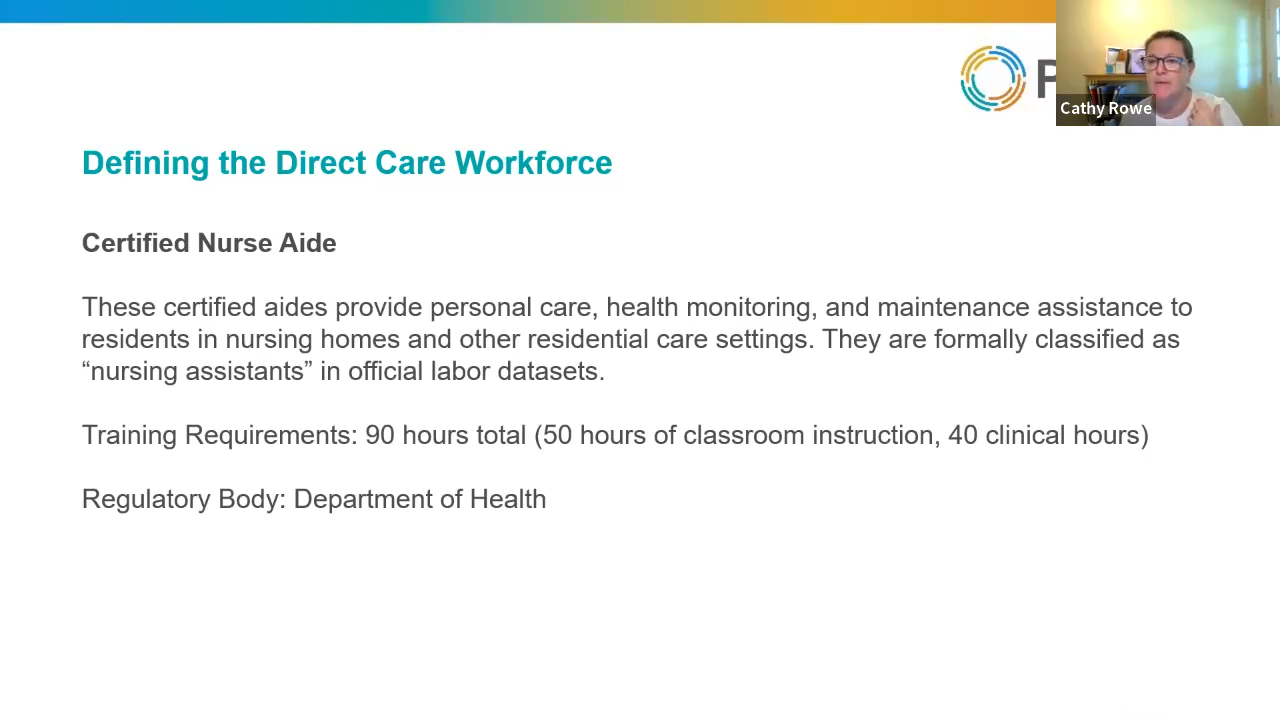 Cathy Rowe
Defining the Direct Care Workforce
Certified Nurse Aide
These certified aides provide personal care, health monitoring, and maintenance assistance to
residents in nursing homes and other residential care settings. They are formally classified as
“nursing assistants” in official labor datasets.
Training Requirements: 90 hours total (50 hours of classroom instruction, 40 clinical hours)
Regulatory Body: Department of Health